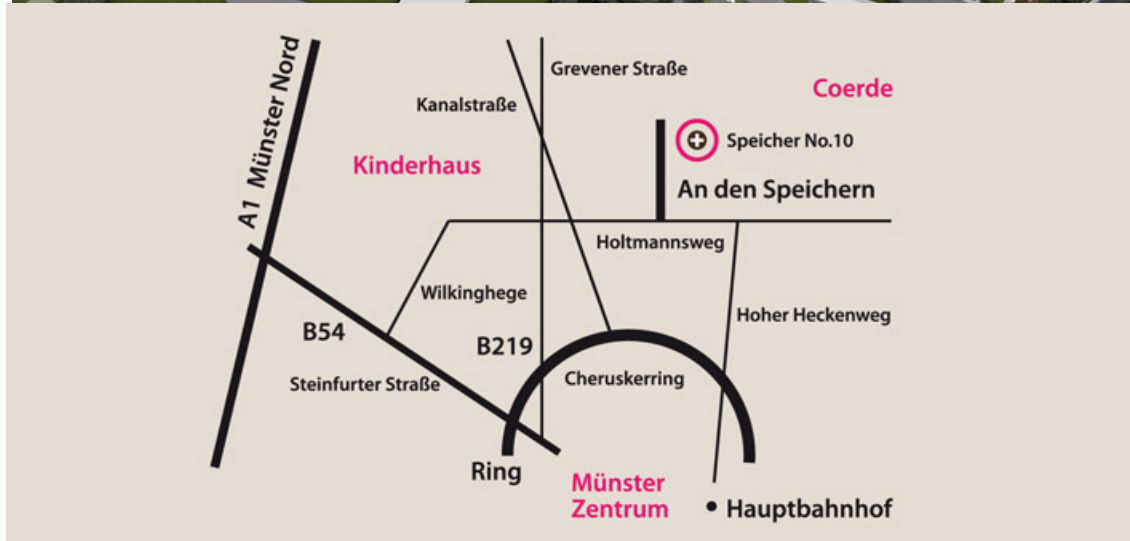 Grevener Straße
Coerde
Kanalstraße
A1 Münster Nord
Speicher No.10
Kinderhaus
An den Speichern
Holtmannsweg
Wilkinghege
Hoher Heckenweg
B54
B219
Cheruskerring
Steinfurter Straße
Ring
Münster
Zentrum
Hauptbahnhof